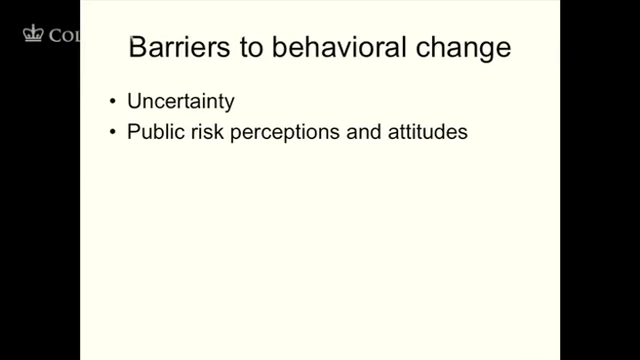 Barriers to behavioral change
• Uncertainty
• Public risk perceptions and attitudes